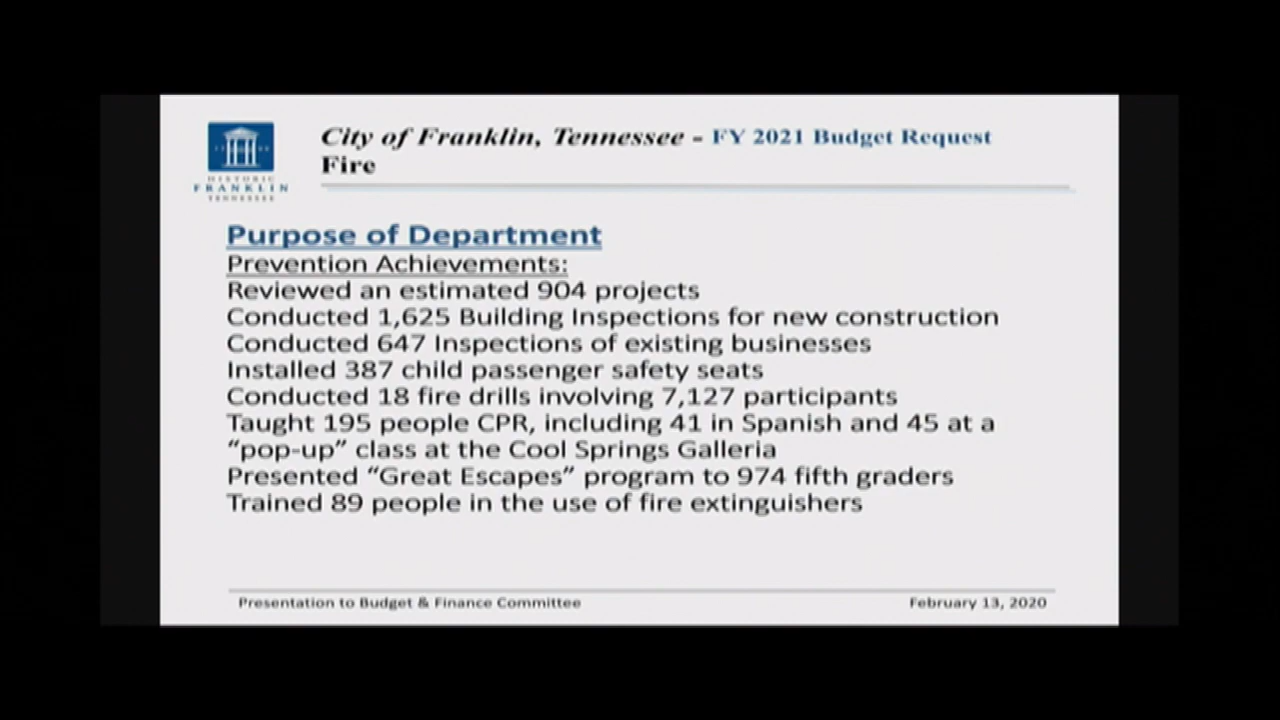 City of Franklin, Tennessee - FY 2021 Budget Request
Fire
HISTORIC
FRANKLIN
TENNESSEE
Purpose of Department
Prevention Achievements:
Reviewed an estimated 904 projects
Conducted 1,625 Building Inspections for new construction
Conducted 647 Inspections of existing businesses
Installed 387 child passenger safety seats
Conducted 18 fire drills involving 7,127 participants
Taught 195 people CPR, including 41 in Spanish and 45 at a
“pop-up” class at the Cool Springs Galleria
Presented “Great Escapes” program to 974 fifth graders
Trained 89 people in the use of fire extinguishers
Presentation to Budget & Finance Committee
February 13, 2020